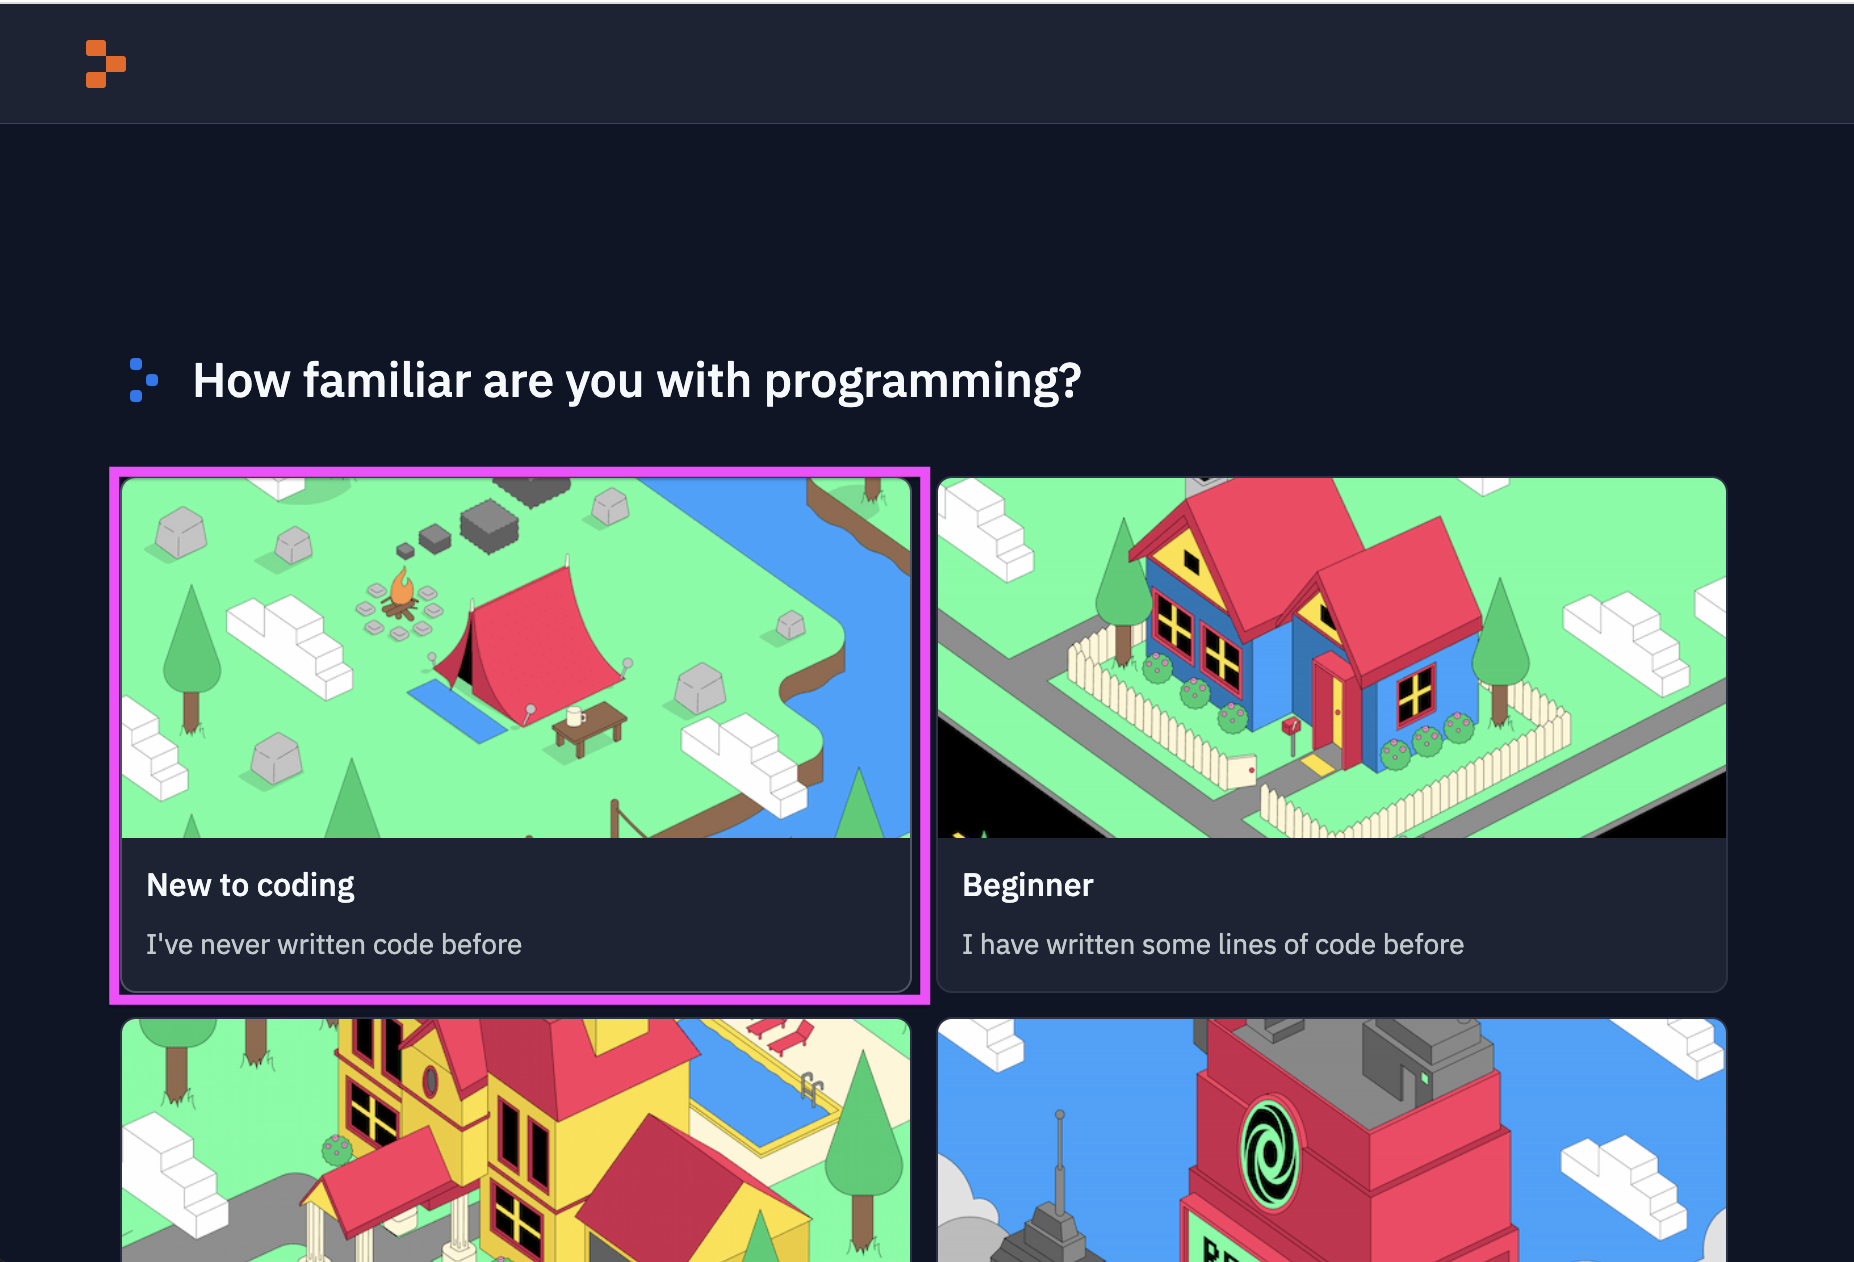 How familiar are you with programming?
New to coding
I've never written code before
Beginner
I have written some lines of code before